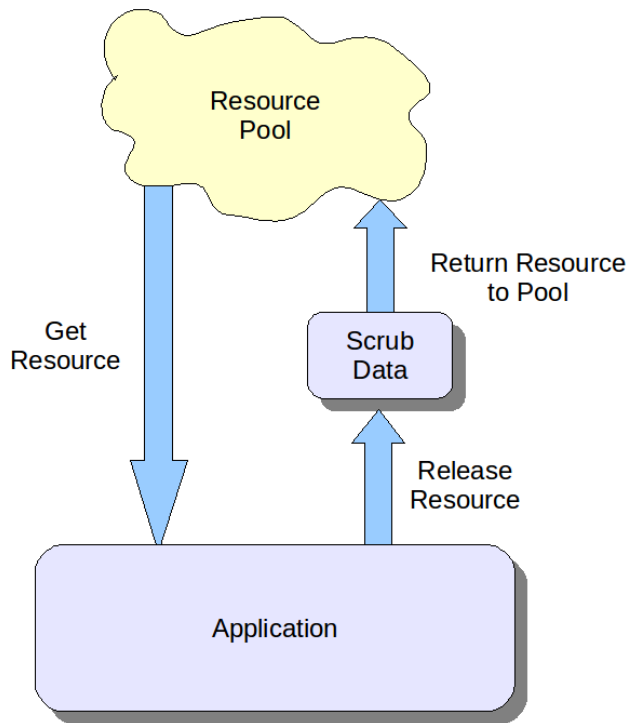 Resource
Pool
Return Resource
to Pool
Get
Resource
Scrub
Data
Release
Resource
Application